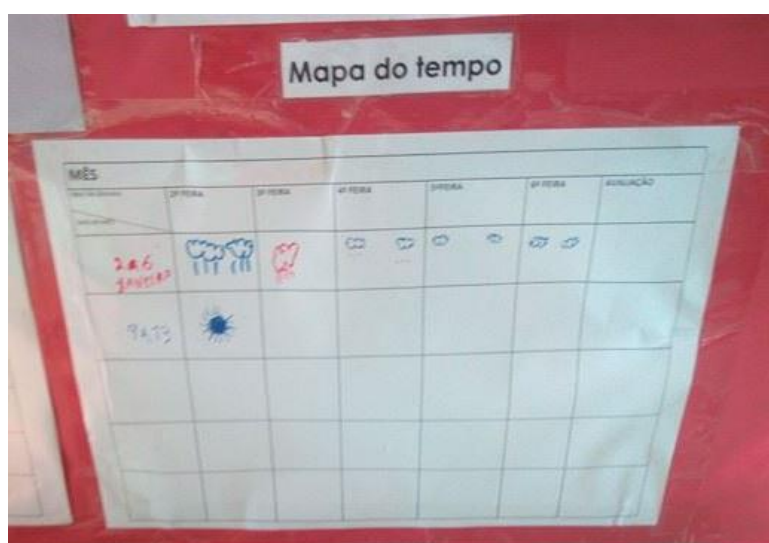 Mapa do tempo
MÊS
2ª FEIRA 3ª FEIRA 4ª FEIRA 5ª FEIRA 6ª FEIRA AVALIAÇÃO
2 a 6
JANEIRO
9 a 13